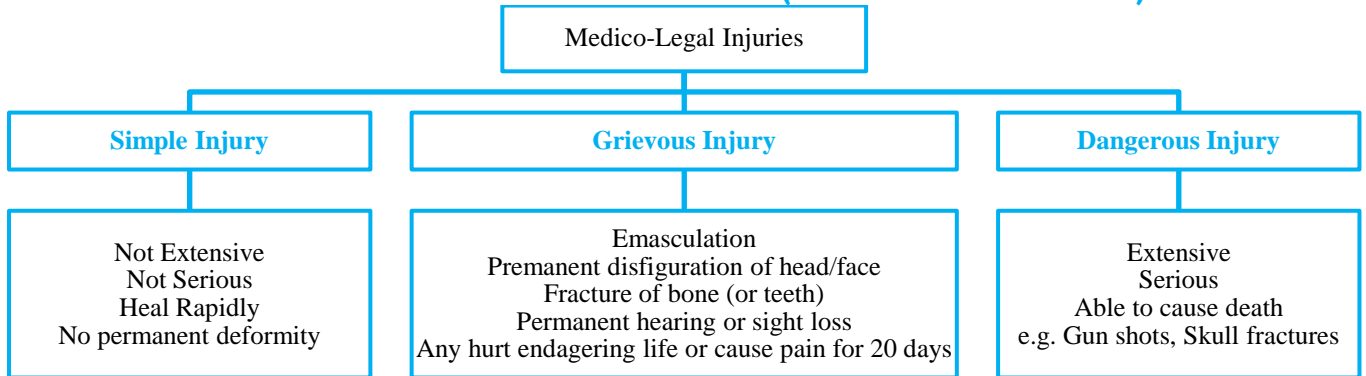 Medico-Legal Injuries
Simple Injury
Grievous Injury
Dangerous Injury
Not Extensive
Not Serious
Heal Rapidly
No permanent deformity
Emasculation
Premanent disfiguration of head/face
Fracture of bone (or teeth)
Permanent hearing or sight loss
Any hurt endagering life or cause pain for 20 days
Extensive
Serious
Able to cause death
e.g. Gun shots, Skull fractures